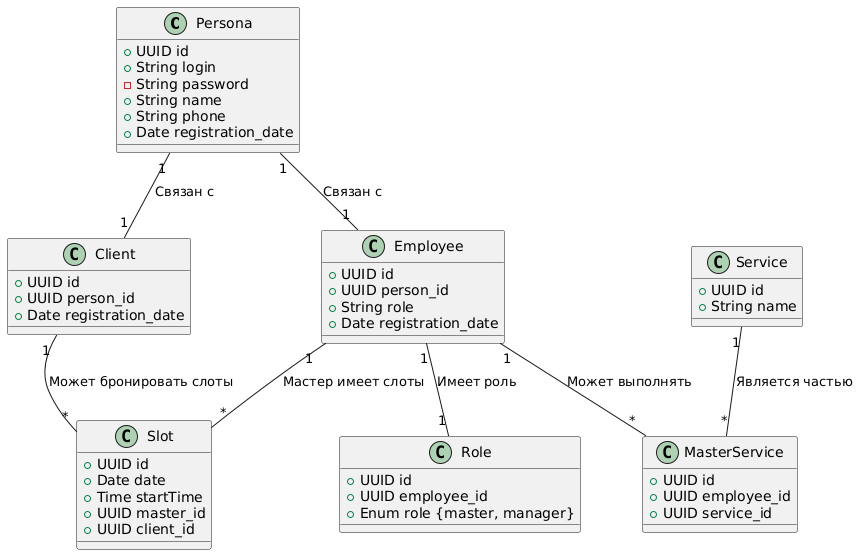 C Persona
UUID id
String login
String password
String name
String phone
Date registration_date
1
1
Связан с
Связан с
1
1
C Client
UUID id
UUID person_id
Date registration_date
C Employee
UUID id
UUID person_id
String role
Date registration_date
C Service
UUID id
String name
1
1
1
1
1
Может бронировать слоты
Мастер имеет слоты
Имеет роль
Может выполнять
Является частью
*
*
1
*
*
C Slot
UUID id
Date date
Time startTime
UUID master_id
UUID client_id
C Role
UUID id
UUID employee_id
Enum role {master, manager}
C MasterService
UUID id
UUID employee_id
UUID service_id